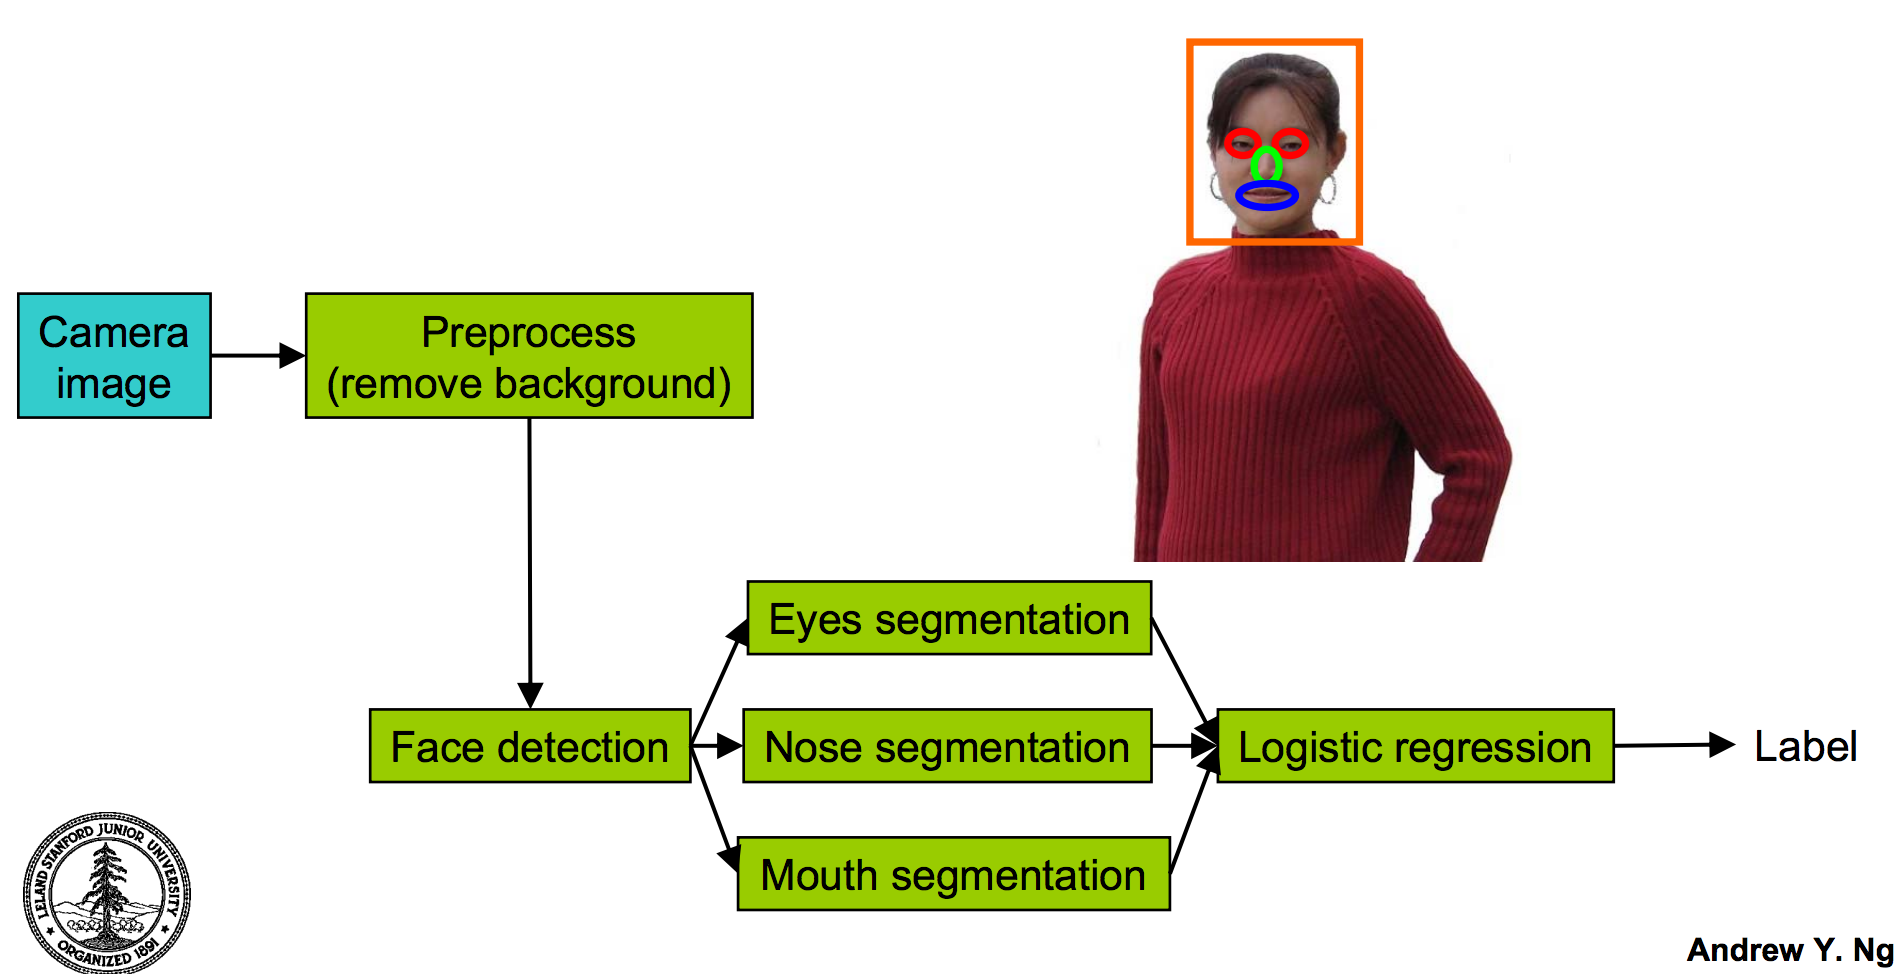 Camera
image
Preprocess
(remove background)
Eyes segmentation
Face detection
Nose segmentation
Logistic regression
Label
Mouth segmentation
LELAND STANFORD JUNIOR UNIVERSITY
ORGANIZED 1891
Andrew Y. Ng